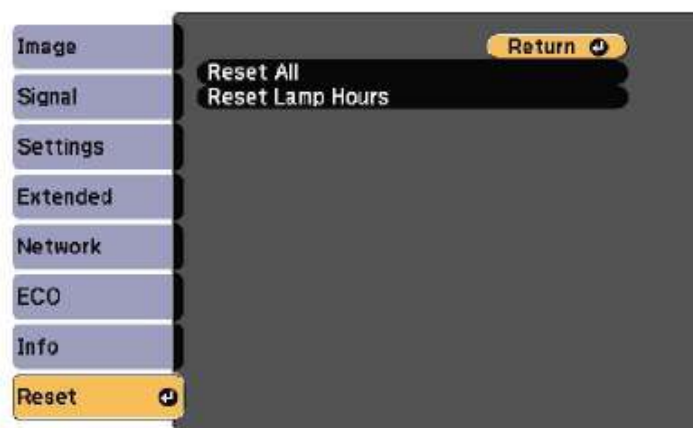 Image
Signal
Settings
Extended
Network
ECO
Info
Reset
Return
Reset All
Reset Lamp Hours